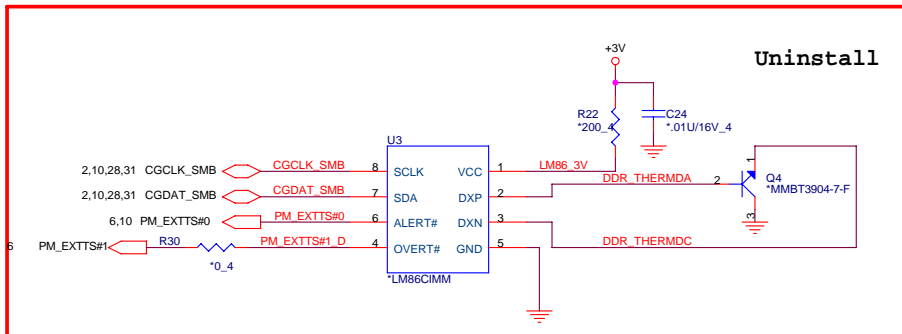 +3V
Uninstall
R22
*200_4
C24
*.01U/16V_4
U3
2,10,28,31 CGCLK_SMB CGCLK_SMB 8 SCLK VCC 1 LM86_3V
2,10,28,31 CGDAT_SMB CGDAT_SMB 7 SDA DXP 2 DDR_THERMDA 2
1
Q4
*MMBT3904-7-F
3
6,10 PM_EXTTS#0 PM_EXTTS#0 6 ALERT# DXN 3 DDR_THERMDC
6 PM_EXTTS#1 R30 PM_EXTTS#1_D 4 OVERT# GND 5
*0_4
*LM86CIMM